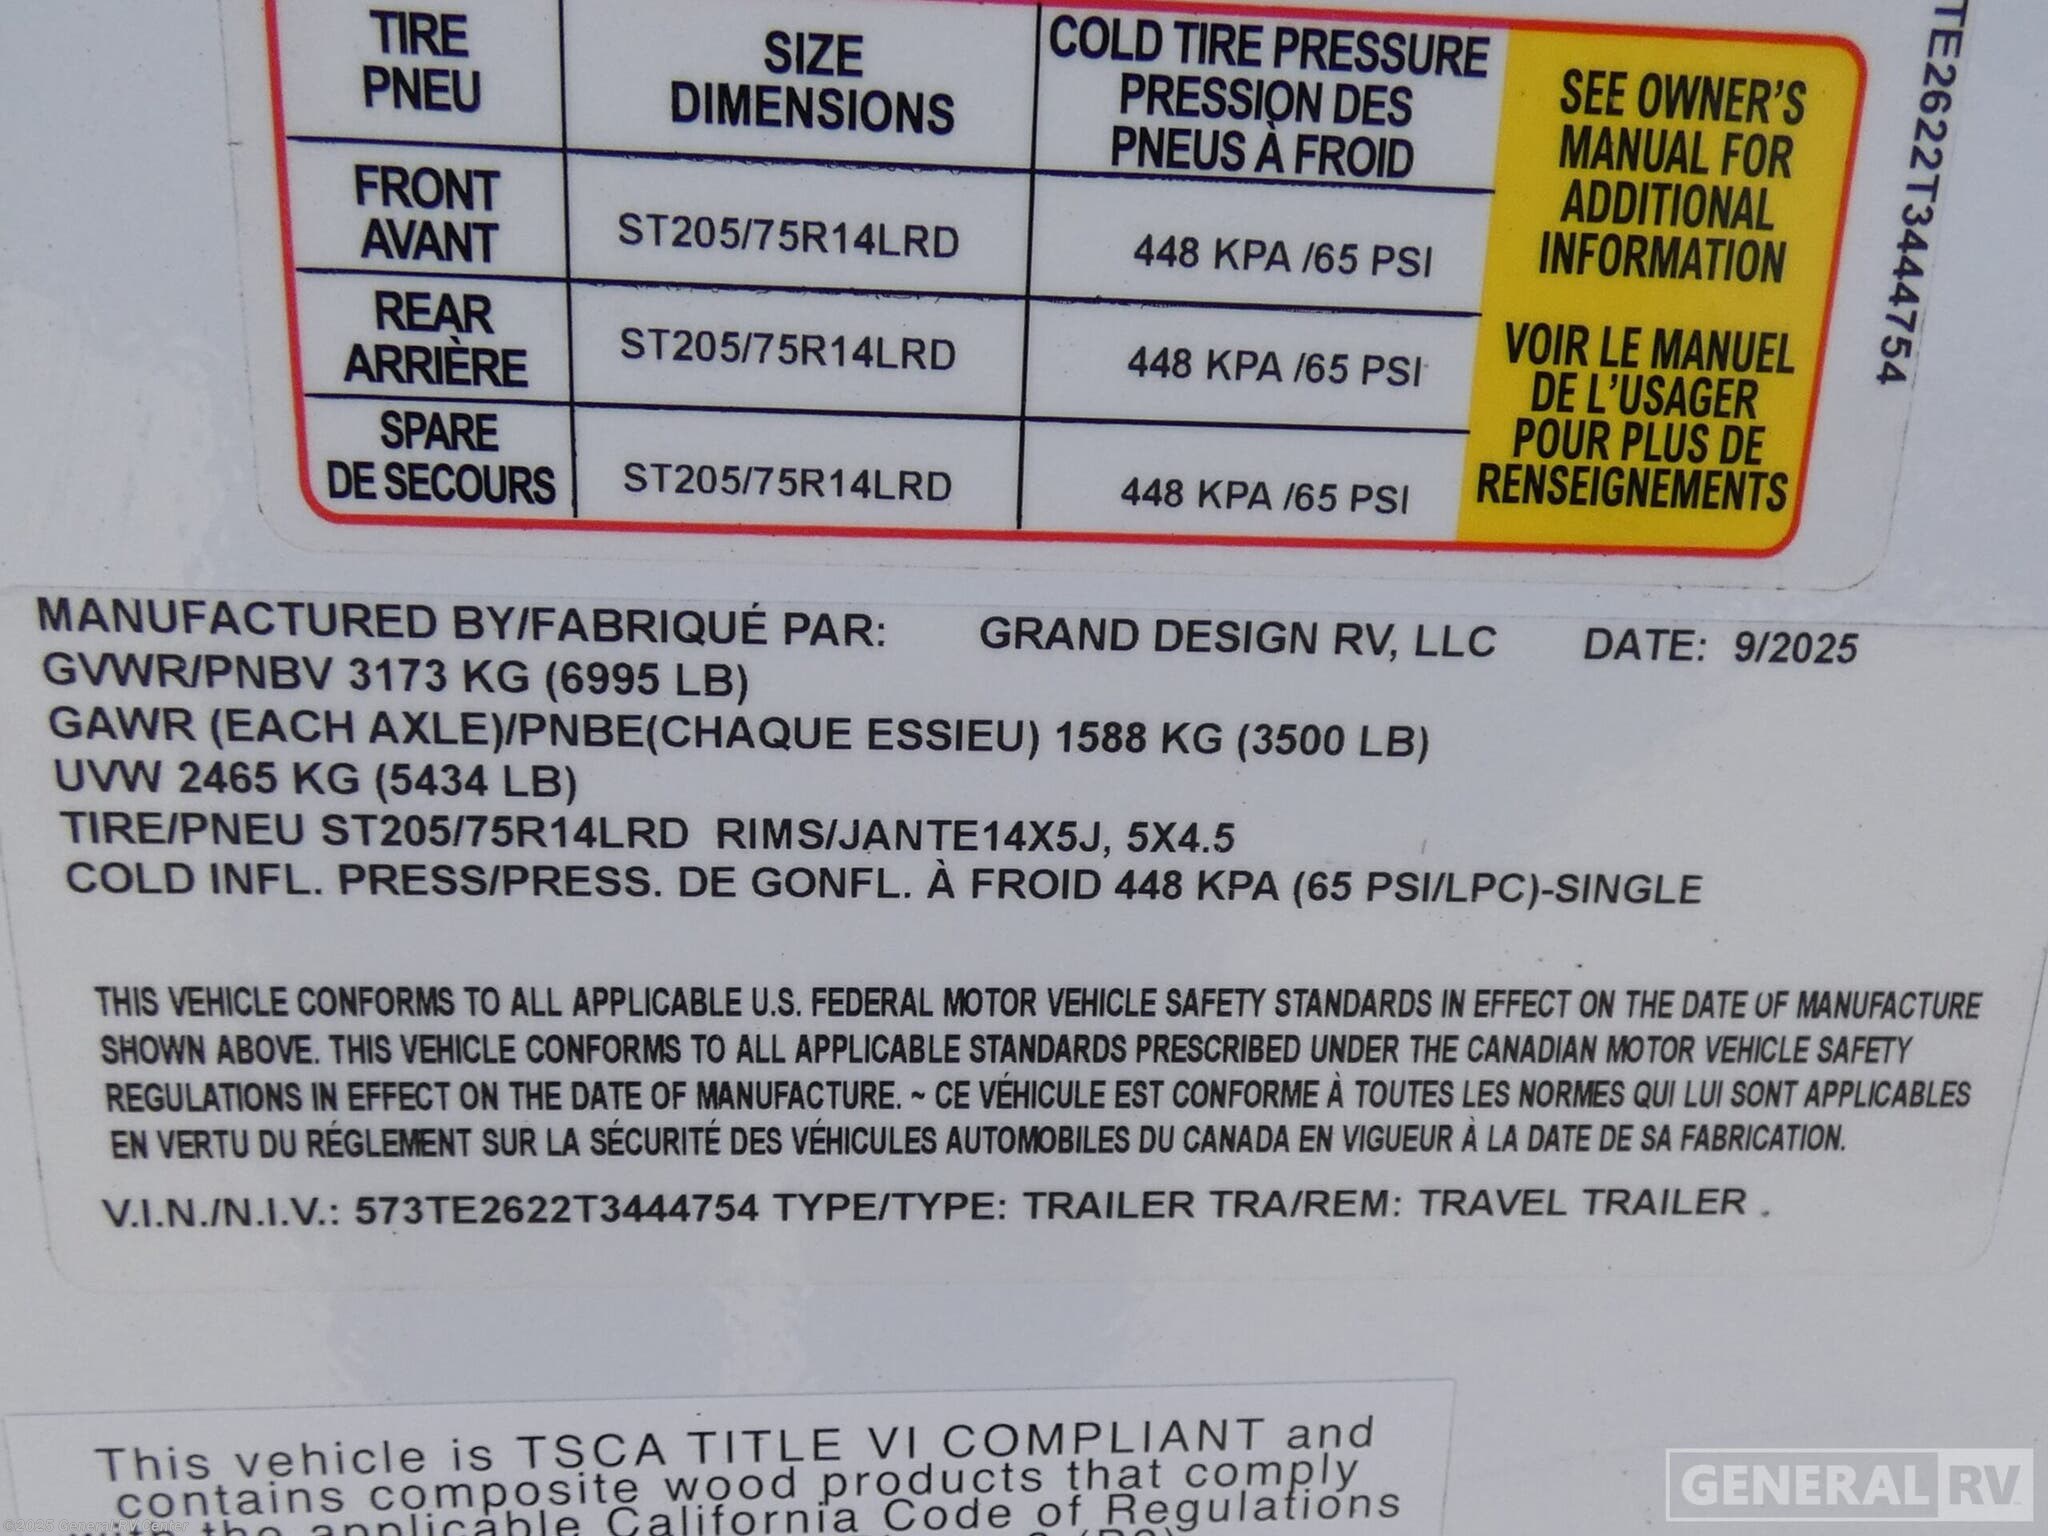 TIRE
PNEU
SIZE
DIMENSIONS
COLD TIRE PRESSURE
PRESSION DES
PNEUS À FROID
SEE OWNER'S
MANUAL FOR
ADDITIONAL
INFORMATION
VOIR LE MANUEL
DE L'USAGER
POUR PLUS DE
RENSEIGNEMENTS
FRONT
AVANT
ST205/75R14LRD
448 KPA /65 PSI
REAR
ARRIÈRE
ST205/75R14LRD
448 KPA /65 PSI
SPARE
DE SECOURS
ST205/75R14LRD
448 KPA /65 PSI
TE2622T3444754
MANUFACTURED BY/FABRIQUÉ PAR: GRAND DESIGN RV, LLC DATE: 9/2025
GVWR/PNBV 3173 KG (6995 LB)
GAWR (EACH AXLE)/PNBE(CHAQUE ESSIEU) 1588 KG (3500 LB)
UVW 2465 KG (5434 LB)
TIRE/PNEU ST205/75R14LRD RIMS/JANTE14X5J, 5X4.5
COLD INFL. PRESS/PRESS. DE GONFL. À FROID 448 KPA (65 PSI/LPC)-SINGLE
THIS VEHICLE CONFORMS TO ALL APPLICABLE U.S. FEDERAL MOTOR VEHICLE SAFETY STANDARDS IN EFFECT ON THE DATE OF MANUFACTURE
SHOWN ABOVE. THIS VEHICLE CONFORMS TO ALL APPLICABLE STANDARDS PRESCRIBED UNDER THE CANADIAN MOTOR VEHICLE SAFETY
REGULATIONS IN EFFECT ON THE DATE OF MANUFACTURE. ~ CE VÉHICULE EST CONFORME À TOUTES LES NORMES QUI LUI SONT APPLICABLES
EN VERTU DU RÉGLEMENT SUR LA SÉCURITÉ DES VÉHICULES AUTOMOBILES DU CANADA EN VIGUEUR À LA DATE DE SA FABRICATION.
V.I.N./N.I.V.: 573TE2622T3444754 TYPE/TYPE: TRAILER TRA/REM: TRAVEL TRAILER .
This vehicle is TSCA TITLE VI COMPLIANT and
contains composite wood products that comply
the applicable California Code of Regulations
©2025 General RV Center
GENERAL RV